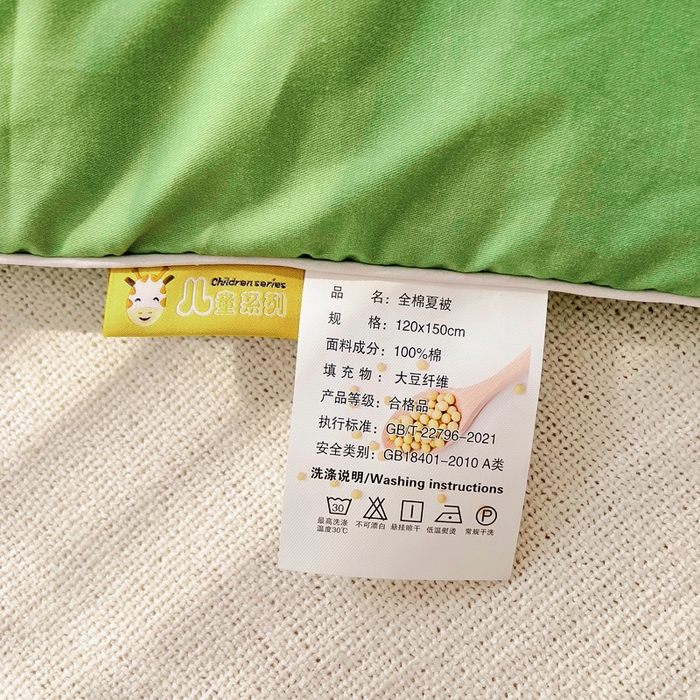 Children series
儿童系列
品 名：全棉夏被
规 格：120x150cm
面料成分：100%棉
填充物：大豆纤维
产品等级：合格品
执行标准：GB/T 22796-2021
安全类别：GB18401-2010 A类
洗涤说明/Washing instructions
30 P
最高洗涤 不可漂白 悬挂晾干 低温熨烫 常规干洗
温度30℃